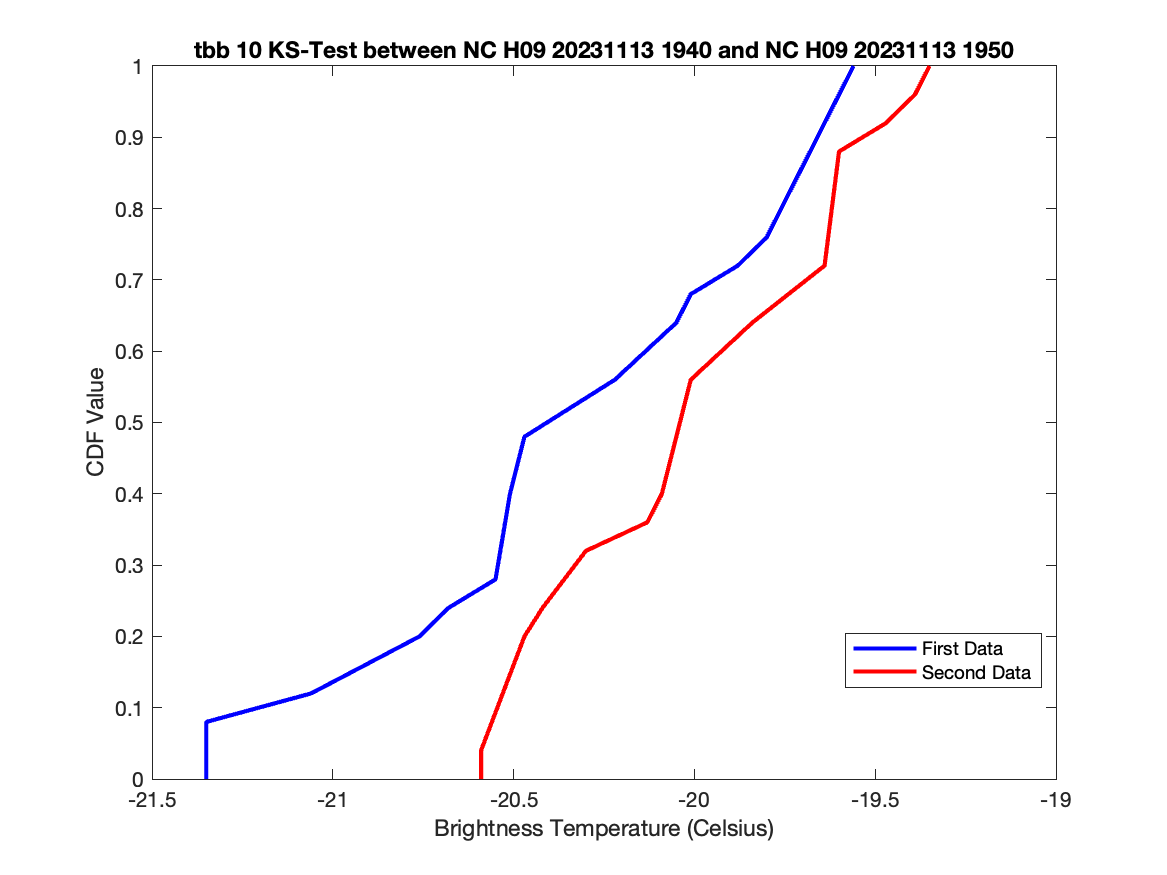 tbb 10 KS-Test between NC H09 20231113 1940 and NC H09 20231113 1950
1
0.9
0.8
0.7
0.6
0.5
0.4
0.3
0.2
0.1
0
CDF Value
First Data
Second Data
-21.5 -21 -20.5 -20 -19.5 -19
Brightness Temperature (Celsius)